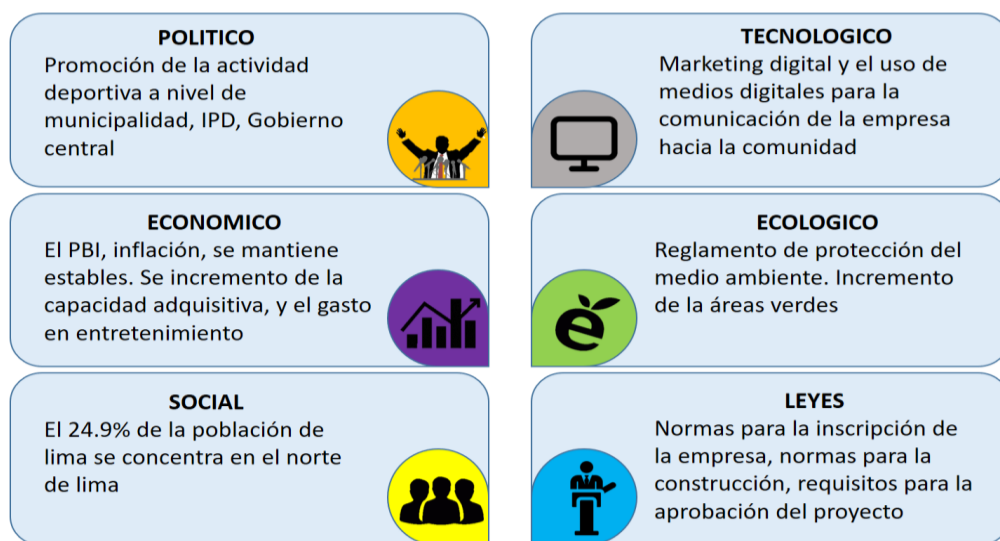 POLITICO
Promoción de la actividad
deportiva a nivel de
municipalidad, IPD, Gobierno
central
ECONOMICO
El PBI, inflación, se mantiene
estables. Se incremento de la
capacidad adquisitiva, y el gasto
en entretenimiento
SOCIAL
El 24.9% de la población de
lima se concentra en el norte
de lima
TECNOLOGICO
Marketing digital y el uso de
medios digitales para la
comunicación de la empresa
hacia la comunidad
ECOLOGICO
Reglamento de protección del
medio ambiente. Incremento
de la áreas verdes
LEYES
Normas para la inscripción de
la empresa, normas para la
construcción, requisitos para la
aprobación del proyecto